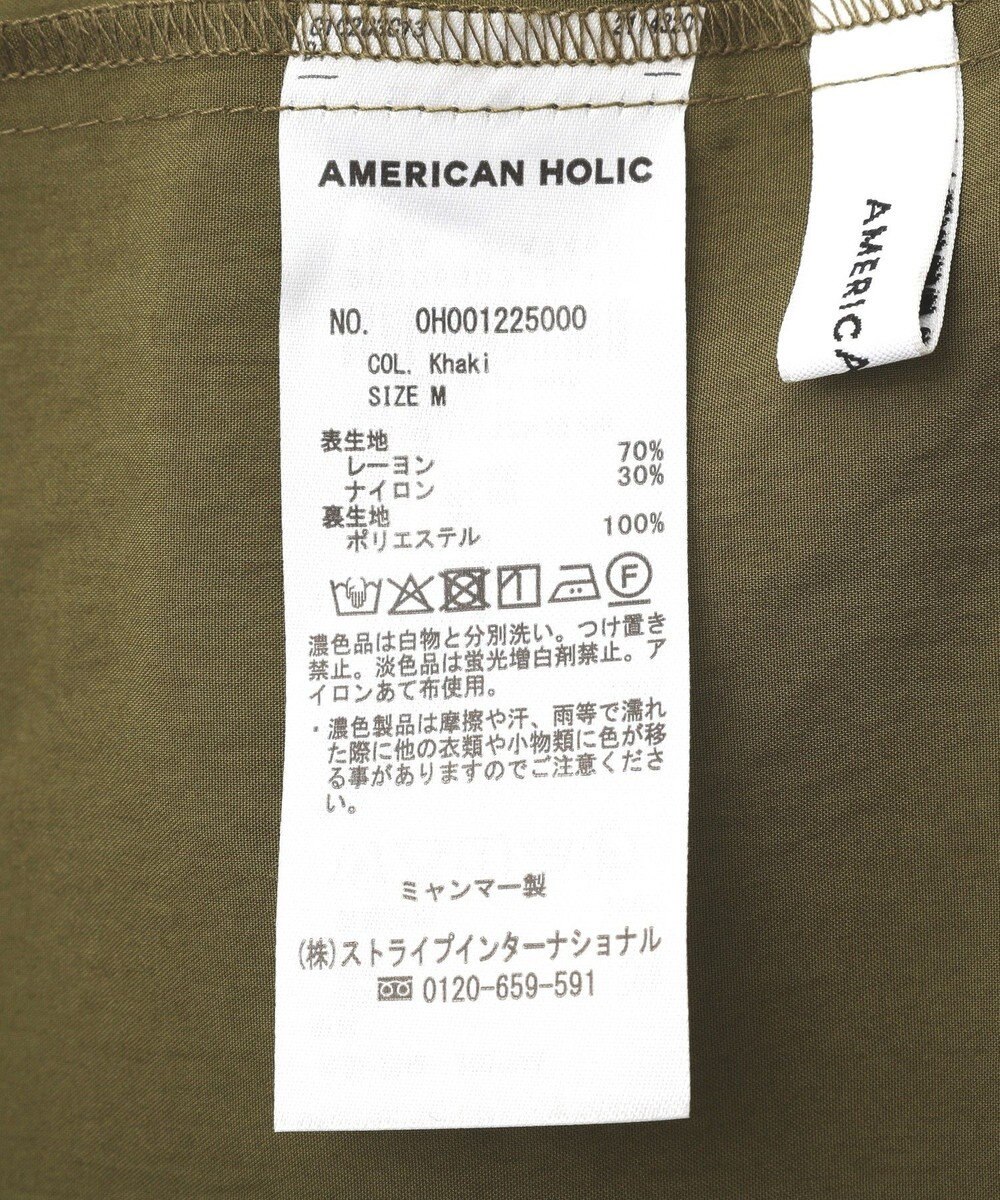 AMERICAN HOLIC
NO. 0H001225000
COL. Khaki
SIZE M
表生地
レーヨン 70%
ナイロン 30%
裏生地
ポリエステル 100%
F
濃色品は白物と分別洗い。つけ置き
禁止。淡色品は蛍光増白剤禁止。ア
イロンあて布使用。
・濃色製品は摩擦や汗、雨等で濡れ
た際に他の衣類や小物類に色が移
る事がありますのでご注意くださ
い。
ミャンマー製
(株)ストライプインターナショナル
0120-659-591
AMERICA